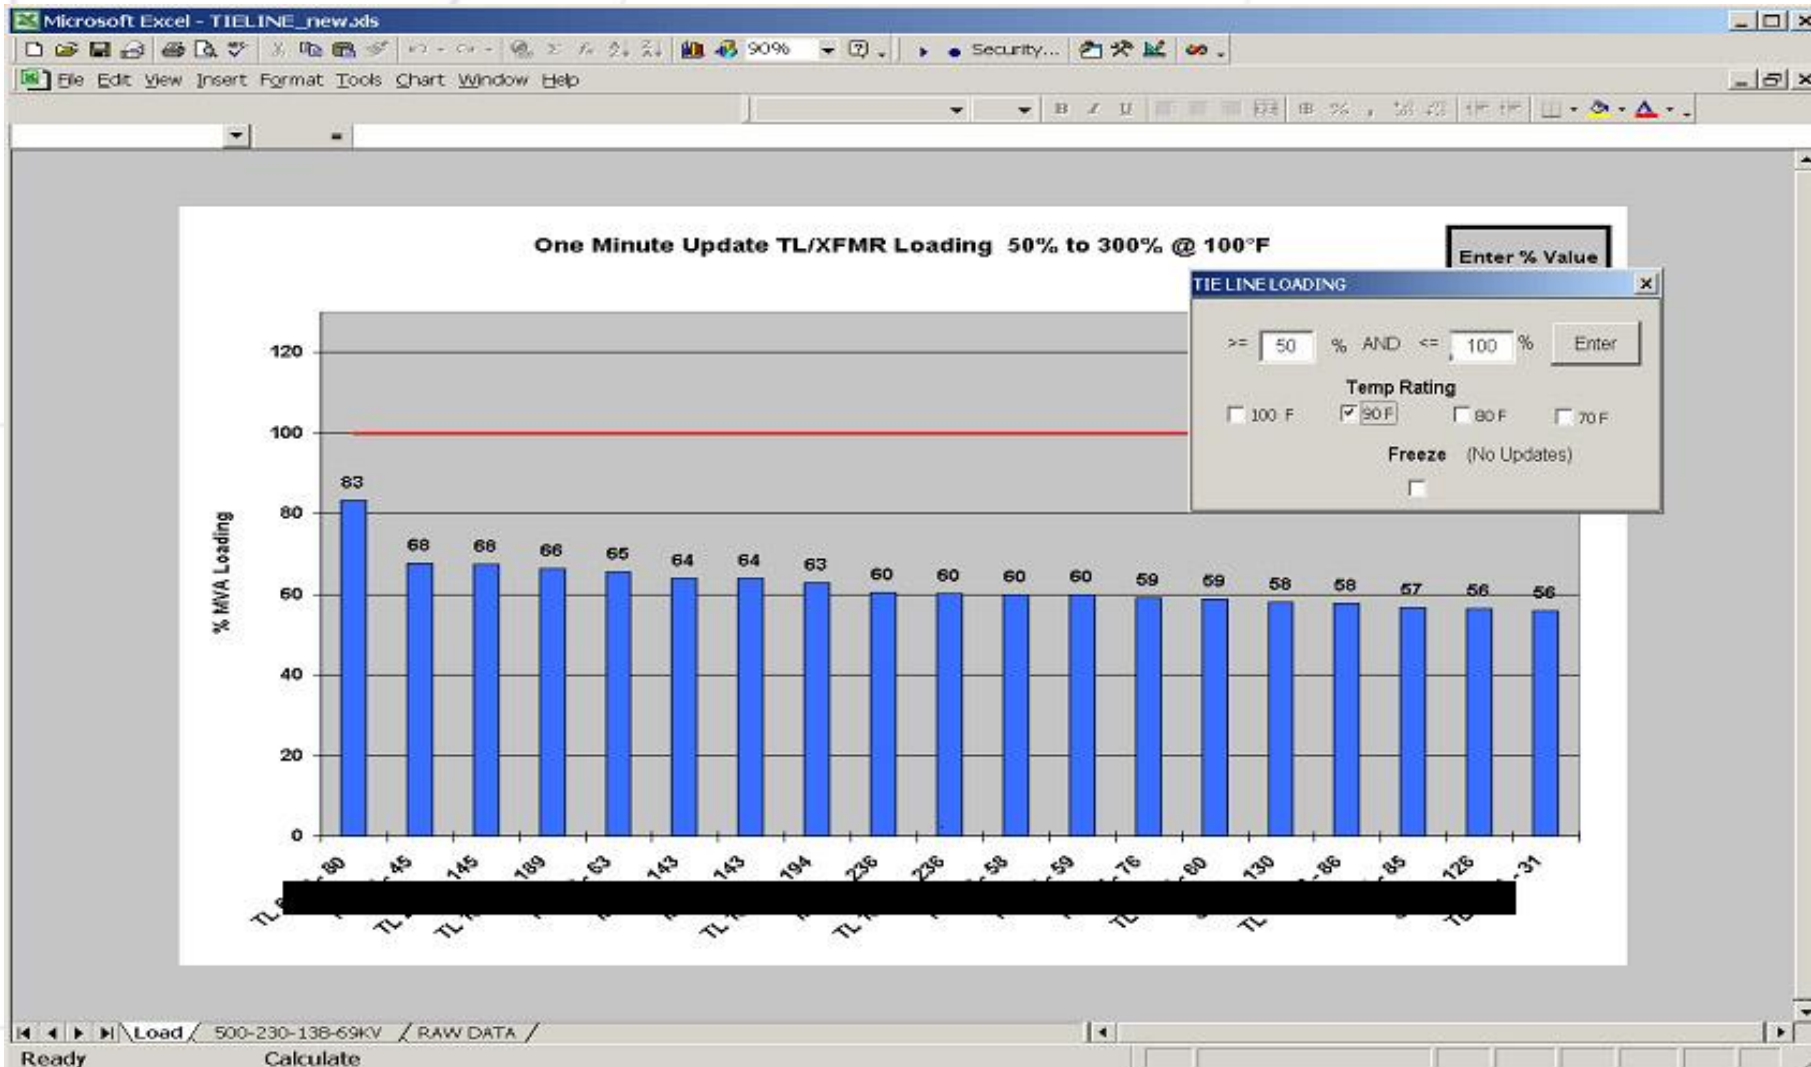 Microsoft Excel - TIELINE_new.xls
90%
Security...
File Edit View Insert Format Tools Chart Window Help
B I U
=
One Minute Update TL/XFMR Loading 50% to 300% @ 100°F
Enter % Value
TIE LINE LOADING
>= 50 % AND <= 100 % Enter
Temp Rating
100 F 90 F 80 F 70 F
Freeze (No Updates)
% MVA Loading
120
100
80
60
40
20
0
83 68 68 66 65 64 64 63 60 60 60 60 59 59 58 58 57 56 56
- 80 - 45 145 189 - 63 143 143 194 236 236 - 58 - 59 - 76 - 80 130 - 86 - 85 126 - 31
TL TL TL TL TL TL TL
Load 500-230-138-69KV RAW DATA
Ready Calculate